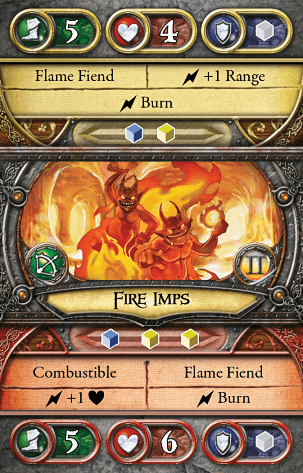 5 4
Flame Fiend +1 Range
Burn
II
Fire Imps
Combustible Flame Fiend
+1 Burn
5 6